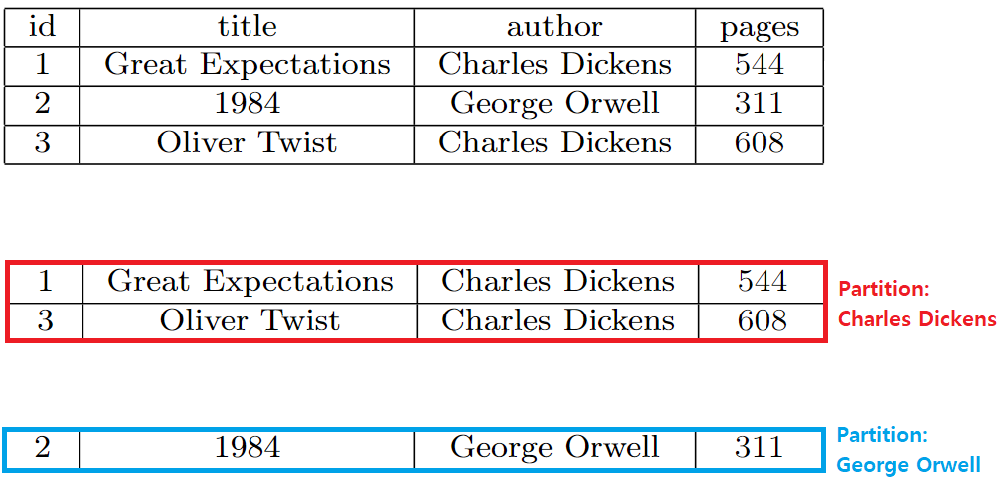 id title author pages
1 Great Expectations Charles Dickens 544
2 1984 George Orwell 311
3 Oliver Twist Charles Dickens 608
1 Great Expectations Charles Dickens 544
3 Oliver Twist Charles Dickens 608
Partition:
Charles Dickens
2 1984 George Orwell 311
Partition:
George Orwell